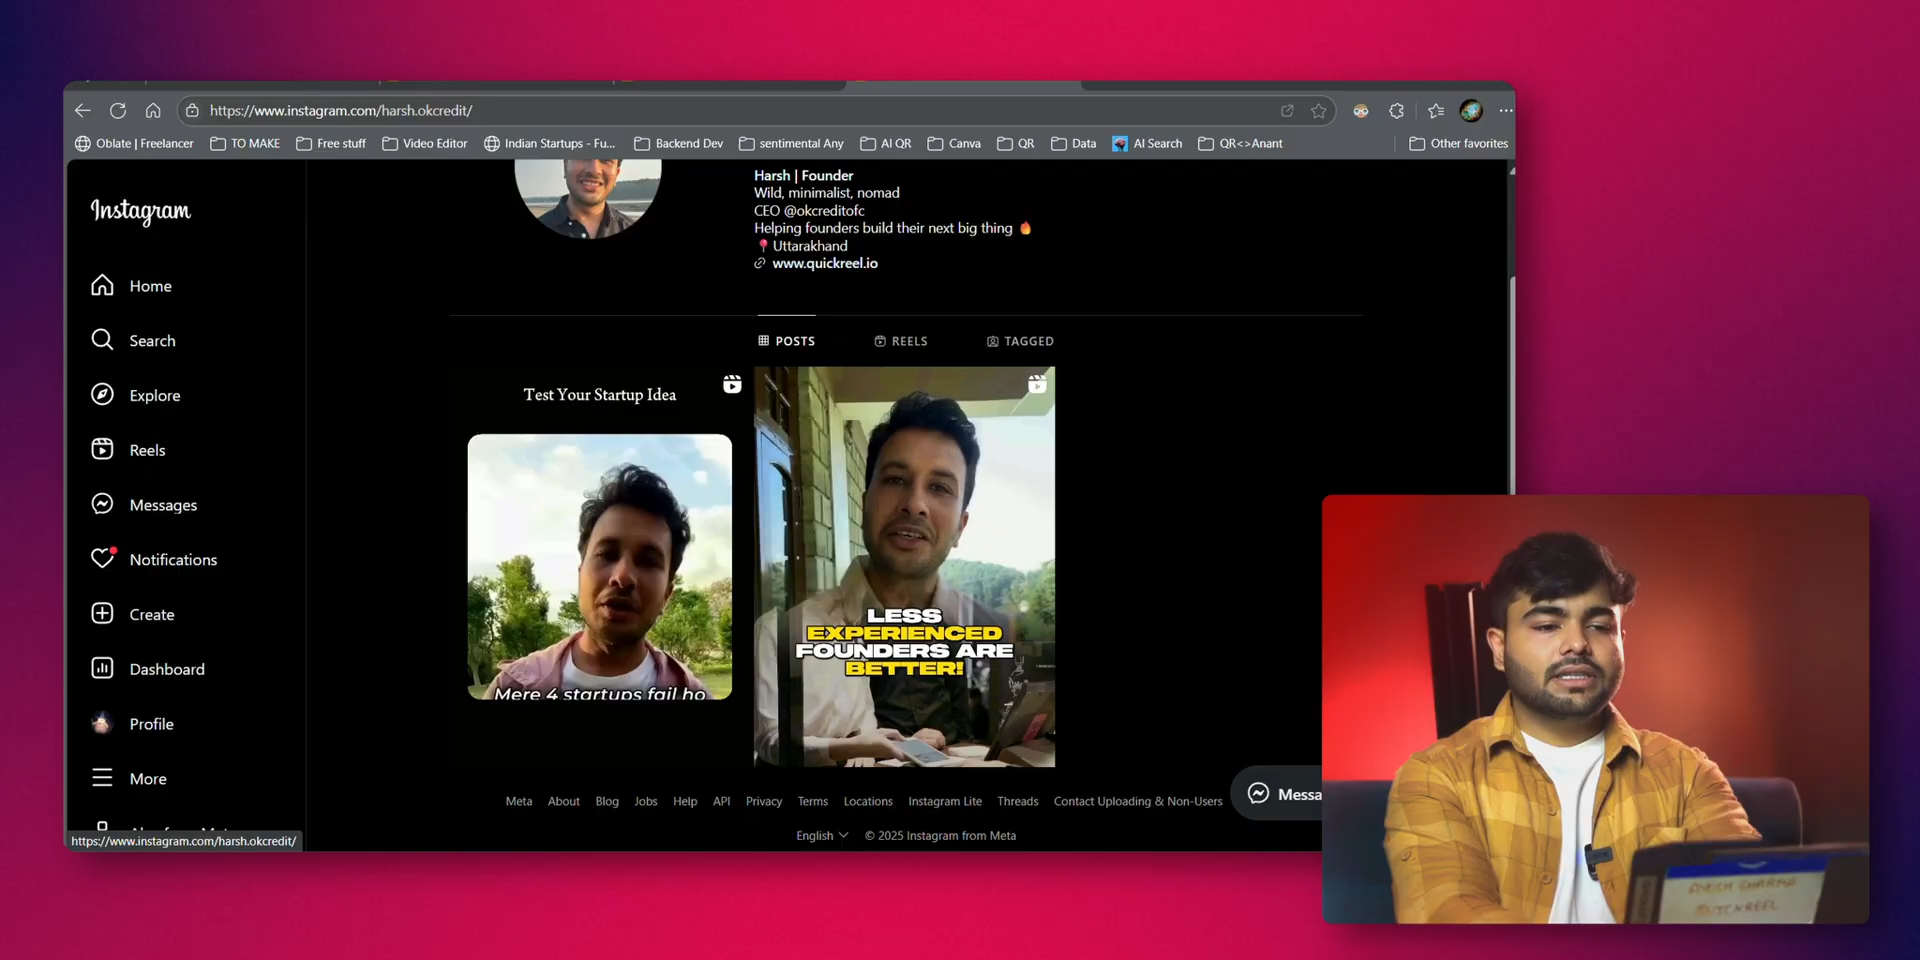 https://www.instagram.com/harsh.okcredit/
Oblate | Freelancer
TO MAKE
Free stuff
Video Editor
Indian Startups - Fu...
Backend Dev
sentimental Any
AI QR
Canva
QR
Data
AI Search
QR<>Anant
Other favorites
Instagram
Home
Search
Explore
Reels
Messages
Notifications
Create
Dashboard
Profile
More
https://www.instagram.com/harsh.okcredit/
Harsh | Founder
Wild, minimalist, nomad
CEO @okcreditofc
Helping founders build their next big thing 🔥
📍 Uttarakhand
www.quickreel.io
POSTS
REELS
TAGGED
Test Your Startup Idea
Mere 4 startups fail ho
LESS
EXPERIENCED
FOUNDERS ARE
BETTER!
Meta
About
Blog
Jobs
Help
API
Privacy
Terms
Locations
Instagram Lite
Threads
Contact Uploading & Non-Users
English
© 2025 Instagram from Meta
Messa
SHARMA
QUICKREEL